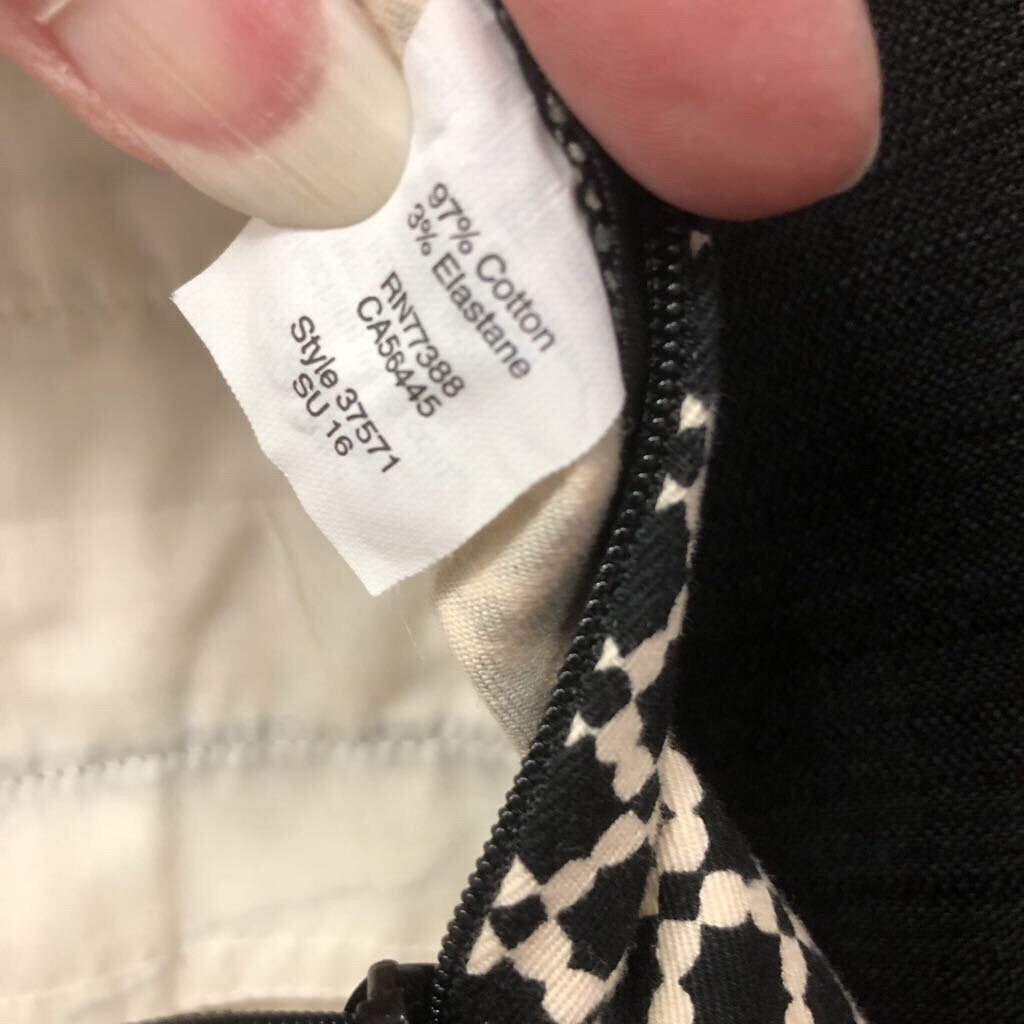 97% Cotton
3% Elastane
RN77388
CA56445
Style 37571
SU 16